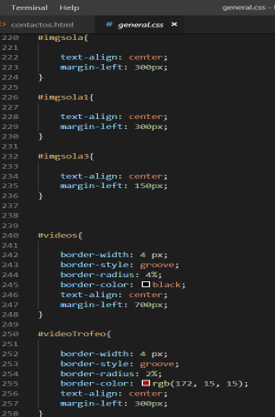 Terminal Help general.css -
contactos.html # general.css ×
220 #imgsola{
221
222 text-align: center;
223 margin-left: 300px;
224 }
225
226 #imgsola1{
227
228 text-align: center;
229 margin-left: 300px;
230 }
231
232 #imgsola3{
233
234 text-align: center;
235 margin-left: 150px;
236 }
237
238
239
240 #videos{
241
242 border-width: 4 px;
243 border-style: groove;
244 border-radius: 4%;
245 border-color: black;
246 text-align: center;
247 margin-left: 700px;
248 }
249
250 #videoTrofeo{
251
252 border-width: 4 px;
253 border-style: groove;
254 border-radius: 2%;
255 border-color: rgb(172, 15, 15);
256 text-align: center;
257 margin-left: 300px;
258